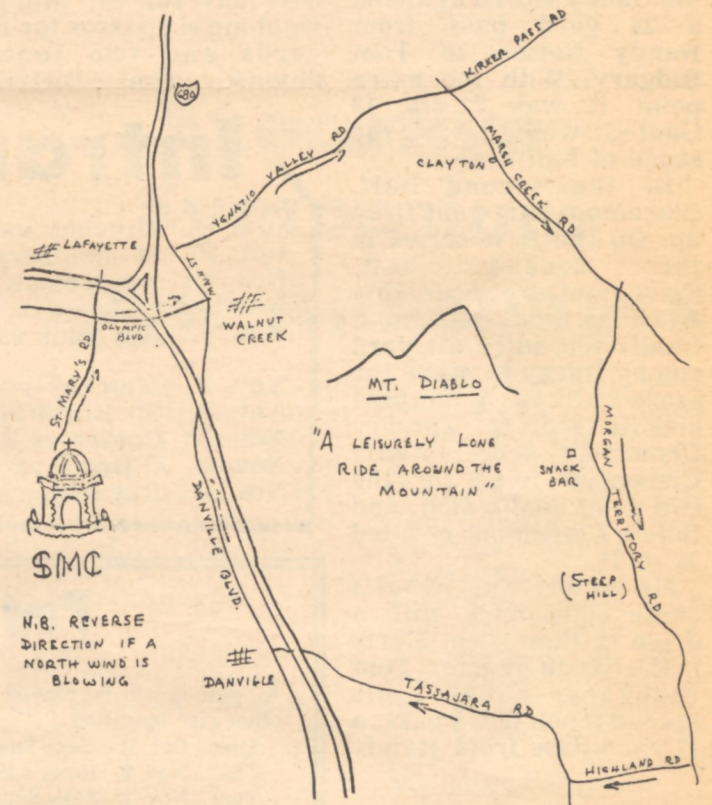 680
KIRKER PASS RD
YGNATIO VALLEY RD
CLAYTON
MARSH CREEK RD
LAFAYETTE
MAIN ST
OLYMPIC
BLVD
WALNUT
CREEK
ST. MARY'S RD
MT. DIABLO
"A LEISURELY LONG
RIDE AROUND THE
MOUNTAIN"
MORGAN TERRITORY RD
SNACK
BAR
(STEEP
HILL)
SMC
DANVILLE BLVD.
N.B. REVERSE
DIRECTION IF A
NORTH WIND IS
BLOWING
DANVILLE
TASSAJARA RD
HIGHLAND RD